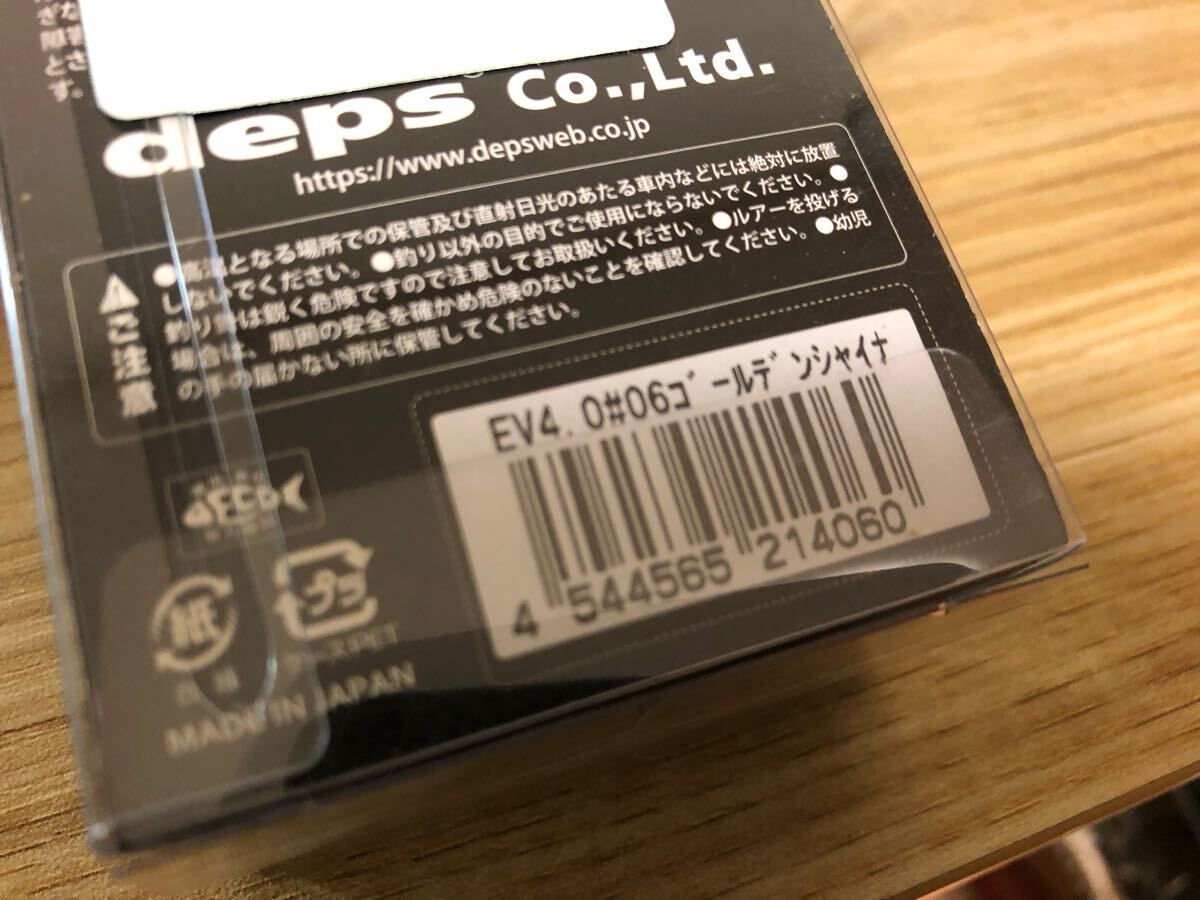 deps Co.,Ltd.
https://www.depsweb.co.jp
ご注意
●高温となる場所での保管及び直射日光のあたる車内などには絶対に放置
しないでください。●釣り以外の目的でご使用にならないでください。●
釣り針は鋭く危険ですので注意してお取扱いください。●ルアーを投げる
場合は、周囲の安全を確かめ危険のないことを確認してください。●幼児
の手の届かない所に保管してください。
EV4.0#06ゴールデンシャイナ
4 544565 214060
ECO
紙
プラ
ケース:PET
MADE IN JAPAN